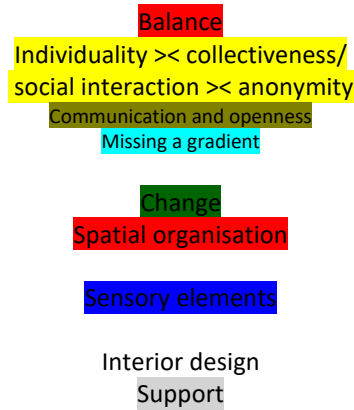 Balance
Individuality >< collectiveness/
social interaction >< anonymity
Communication and openness
Missing a gradient
Change
Spatial organisation
Sensory elements
Interior design
Support